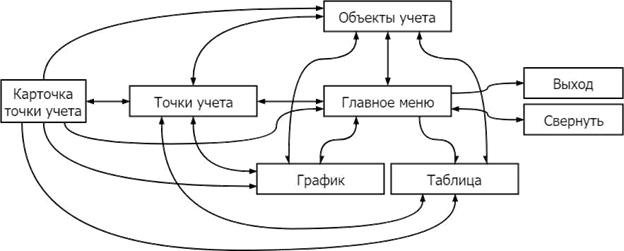 Объекты учета
Карточка
точки учета
Точки учета
Главное меню
Выход
Свернуть
График
Таблица